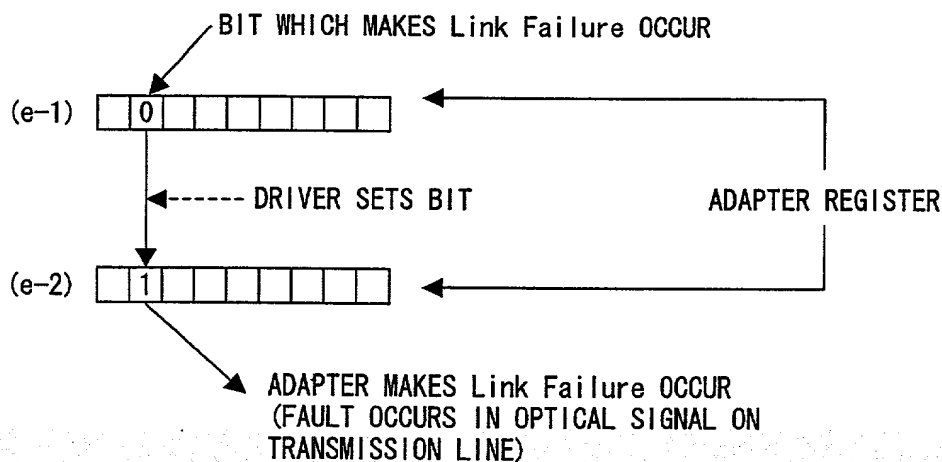 BIT WHICH MAKES Link Failure OCCUR
(e-1) 0
DRIVER SETS BIT
ADAPTER REGISTER
(e-2) 1
ADAPTER MAKES Link Failure OCCUR
(FAULT OCCURS IN OPTICAL SIGNAL ON
TRANSMISSION LINE)